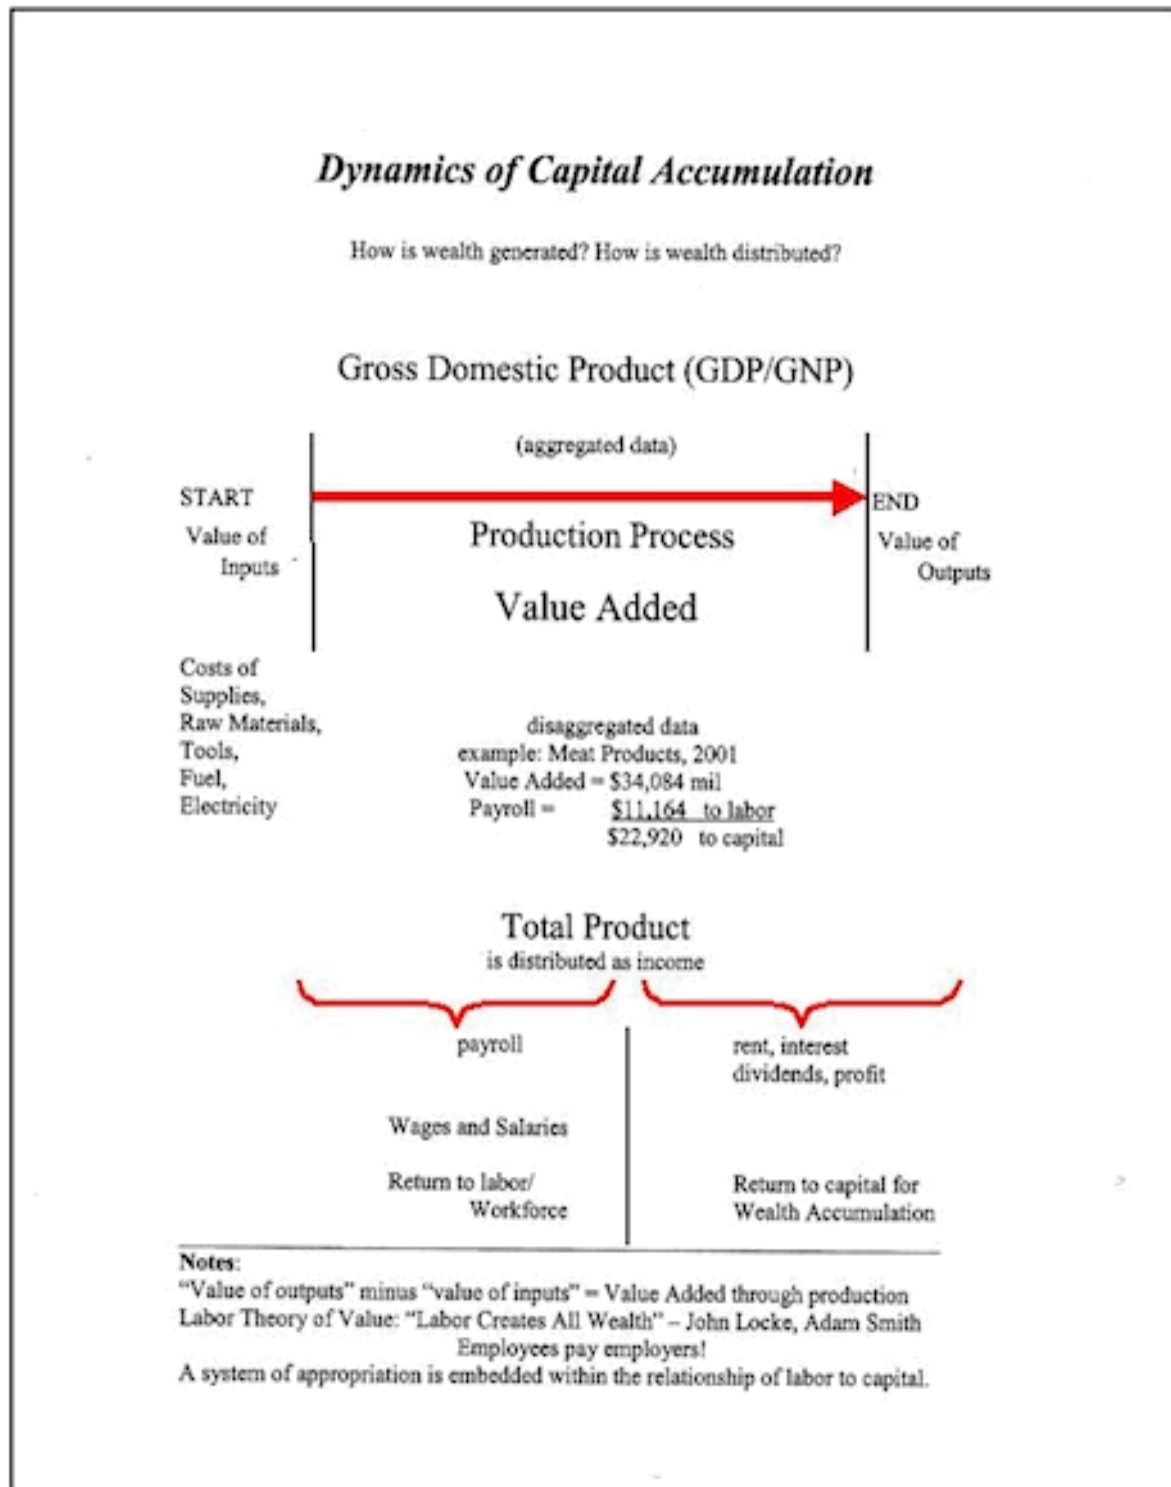 Dynamics of Capital Accumulation
How is wealth generated? How is wealth distributed?
Gross Domestic Product (GDP/GNP)
(aggregated data)
START
END
Value of
Inputs
Production Process
Value of
Outputs
Value Added
Costs of
Supplies,
Raw Materials,
Tools,
Fuel,
Electricity
disaggregated data
example: Meat Products, 2001
Value Added = $34,084 mil
Payroll = $11,164 to labor
$22,920 to capital
Total Product
is distributed as income
payroll
rent, interest
dividends, profit
Wages and Salaries
Return to labor/
Workforce
Return to capital for
Wealth Accumulation
Notes:
"Value of outputs" minus "value of inputs" = Value Added through production
Labor Theory of Value: "Labor Creates All Wealth" – John Locke, Adam Smith
Employees pay employers!
A system of appropriation is embedded within the relationship of labor to capital.